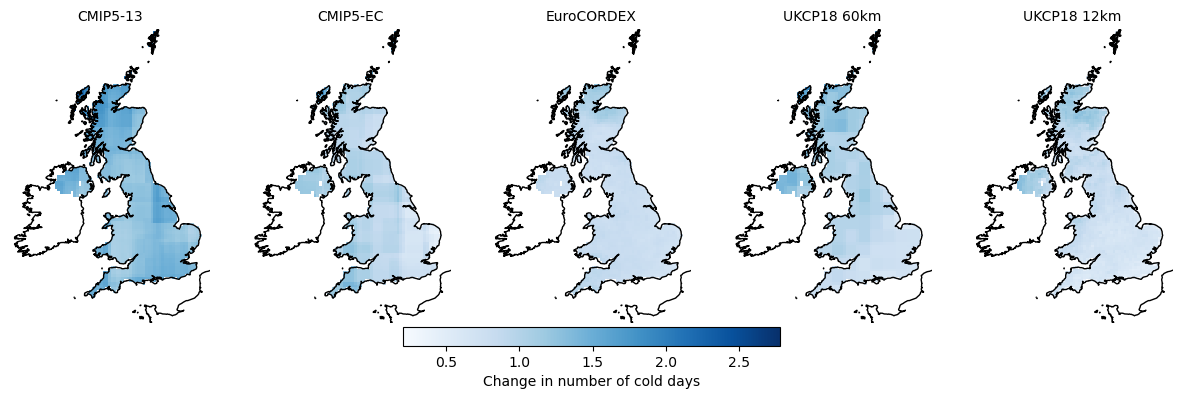 CMIP5-13 CMIP5-EC EuroCORDEX UKCP18 60km UKCP18 12km
0.5 1.0 1.5 2.0 2.5
Change in number of cold days